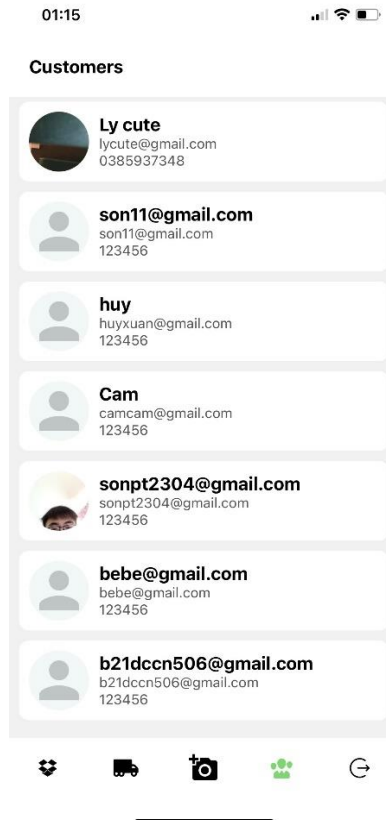 01:15
Customers
Ly cute
lycute@gmail.com
0385937348
son11@gmail.com
son11@gmail.com
123456
huy
huyxuan@gmail.com
123456
Cam
camcam@gmail.com
123456
sonpt2304@gmail.com
sonpt2304@gmail.com
123456
bebe@gmail.com
bebe@gmail.com
123456
b21dccn506@gmail.com
b21dccn506@gmail.com
123456